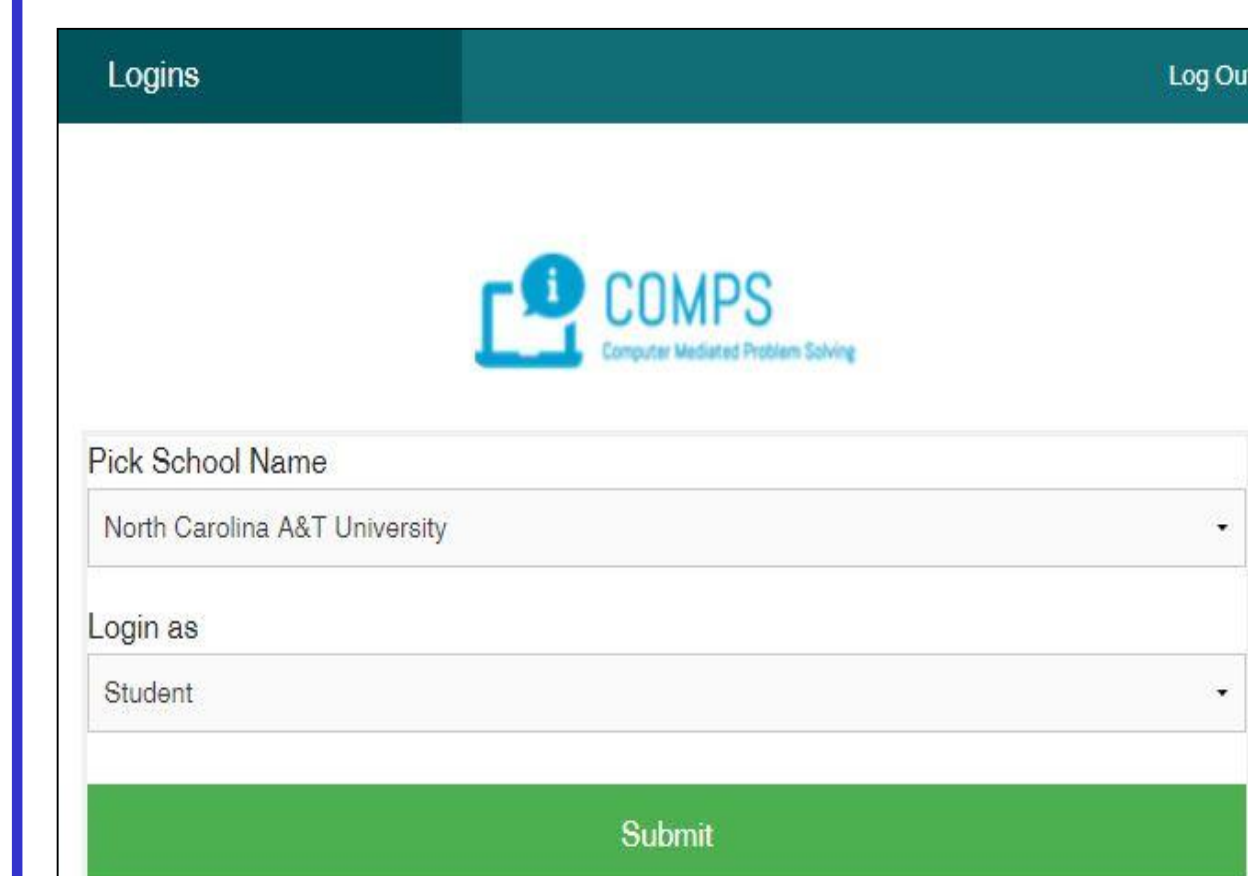 Logins
Log Ou
i
COMPS
Computer Mediated Problem Solving
Pick School Name
North Carolina A&T University
Login as
Student
Submit